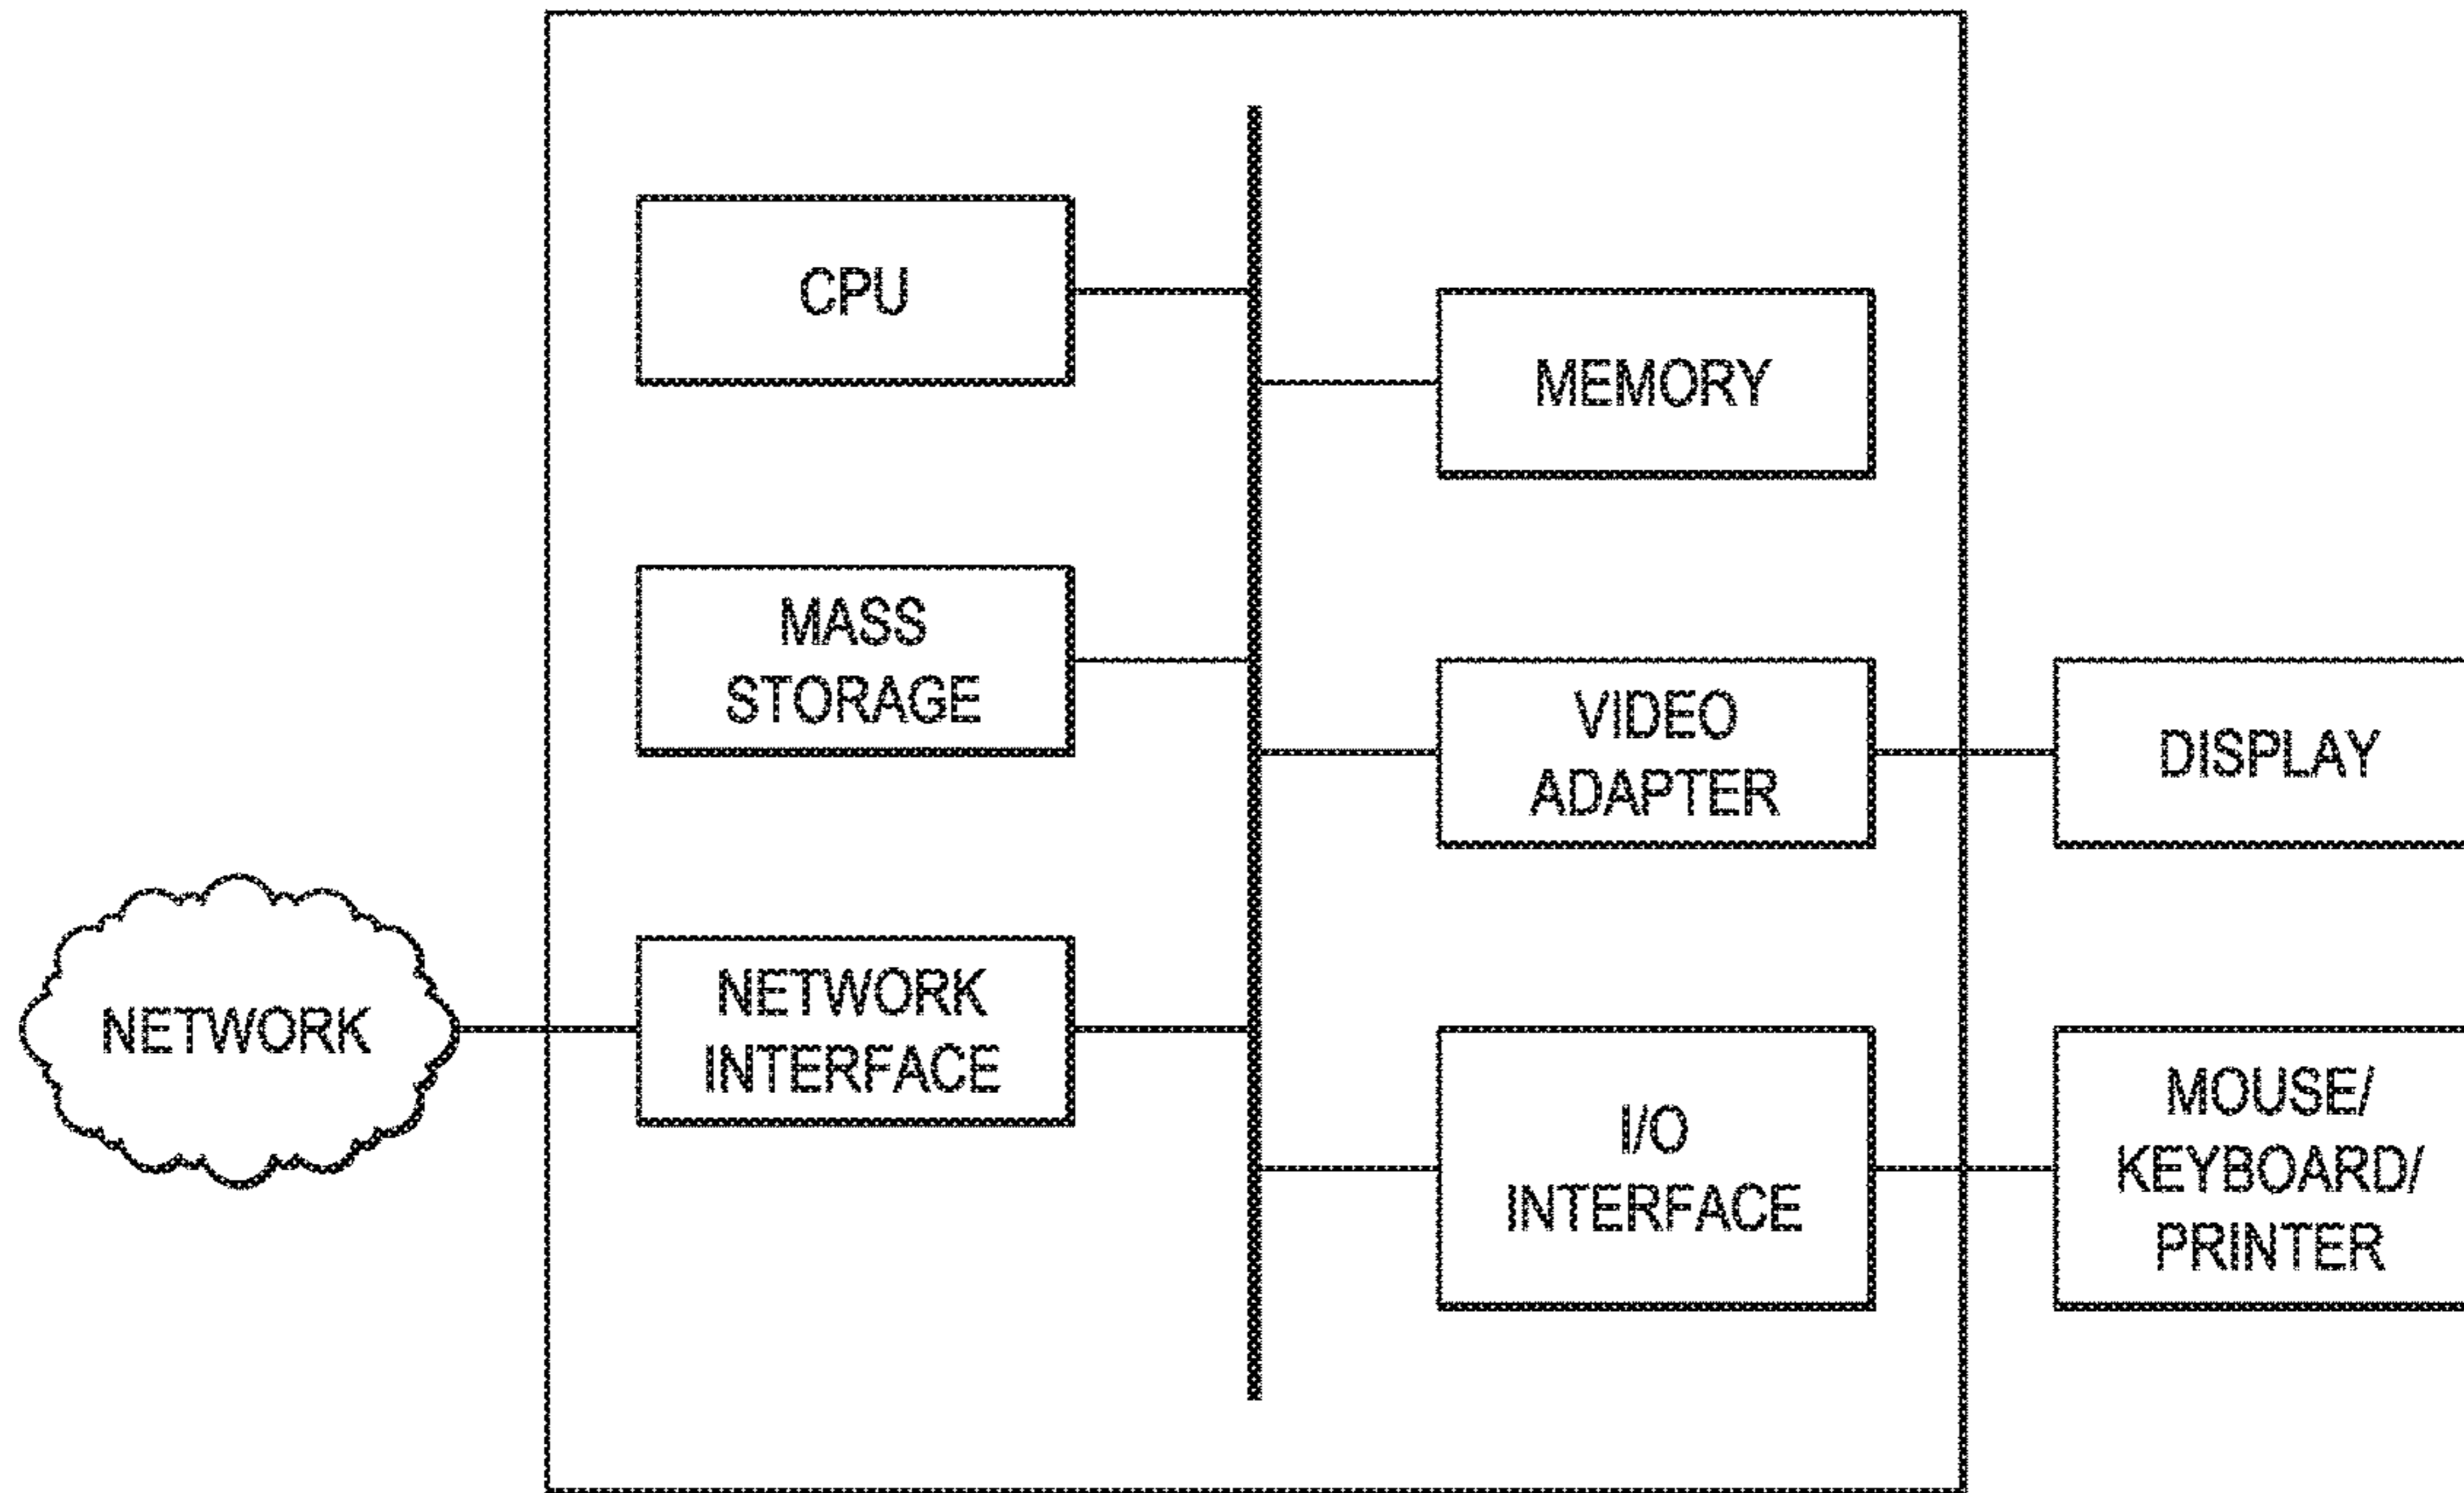 CPU
MEMORY
MASS
STORAGE
VIDEO
ADAPTER
DISPLAY
NETWORK
NETWORK
INTERFACE
I/O
INTERFACE
MOUSE/
KEYBOARD/
PRINTER